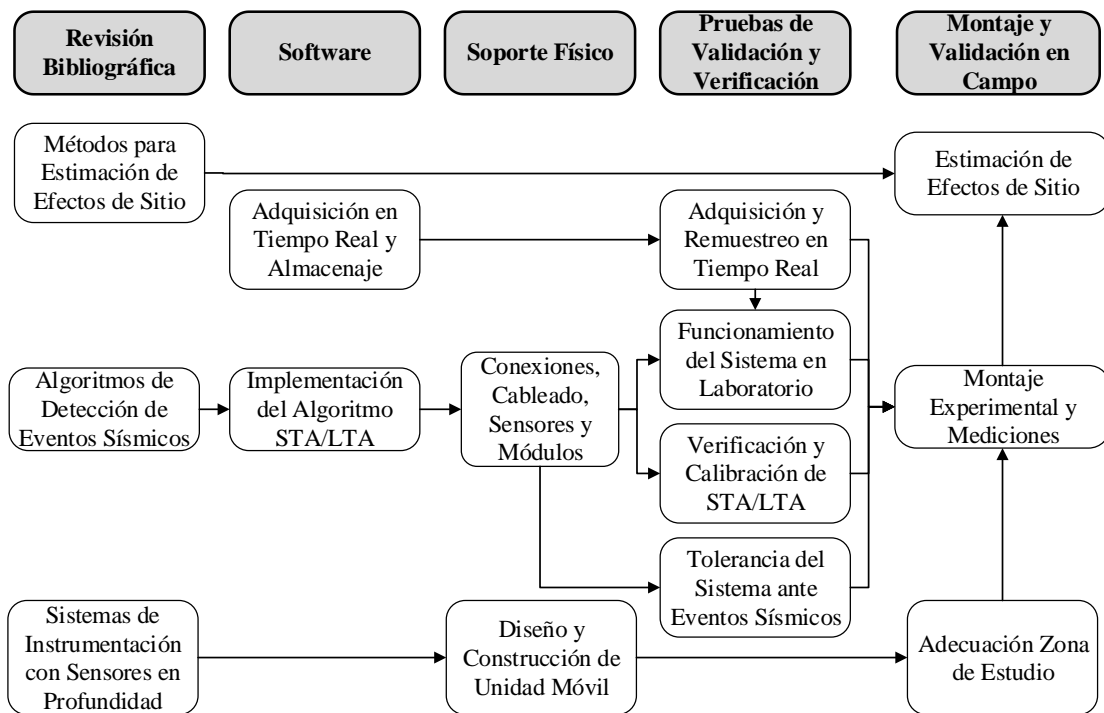 Revisión
Bibliográfica
Software
Soporte Físico
Pruebas de
Validación y
Verificación
Montaje y
Validación en
Campo
Métodos para
Estimación de
Efectos de Sitio
Estimación de
Efectos de Sitio
Adquisición en
Tiempo Real y
Almacenaje
Adquisición y
Remuestreo en
Tiempo Real
Algoritmos de
Detección de
Eventos Sísmicos
Implementación
del Algoritmo
STA/LTA
Conexiones,
Cableado,
Sensores y
Módulos
Funcionamiento
del Sistema en
Laboratorio
Verificación y
Calibración de
STA/LTA
Tolerancia del
Sistema ante
Eventos Sísmicos
Montaje
Experimental y
Mediciones
Sistemas de
Instrumentación
con Sensores en
Profundidad
Diseño y
Construcción de
Unidad Móvil
Adecuación Zona
de Estudio